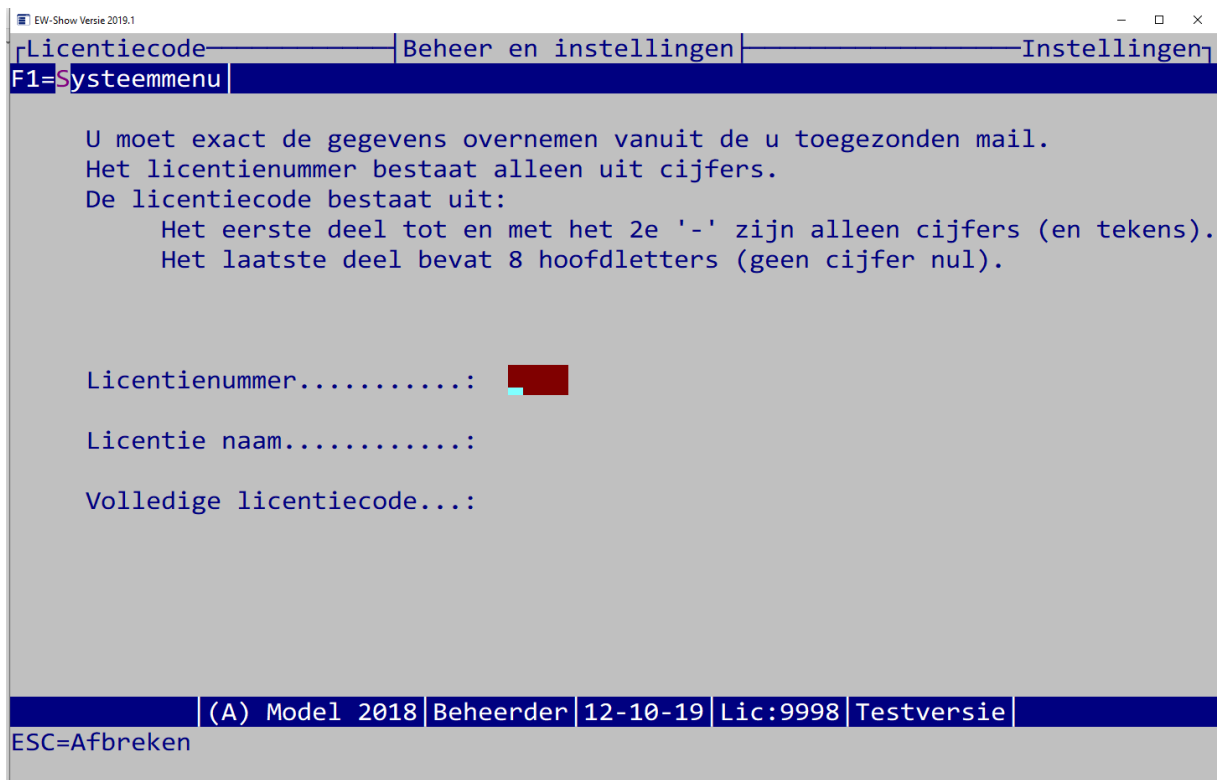 EW-Show Versie 2019.1
Licentiecode Beheer en instellingen Instellingen
F1=Systeemmenu
U moet exact de gegevens overnemen vanuit de u toegezonden mail.
Het licentienummer bestaat alleen uit cijfers.
De licentiecode bestaat uit:
Het eerste deel tot en met het 2e '-' zijn alleen cijfers (en tekens).
Het laatste deel bevat 8 hoofdletters (geen cijfer nul).
Licentienummer...........:
Licentie naam............:
Volledige licentiecode...:
(A) Model 2018|Beheerder|12-10-19|Lic:9998|Testversie|
ESC=Afbreken